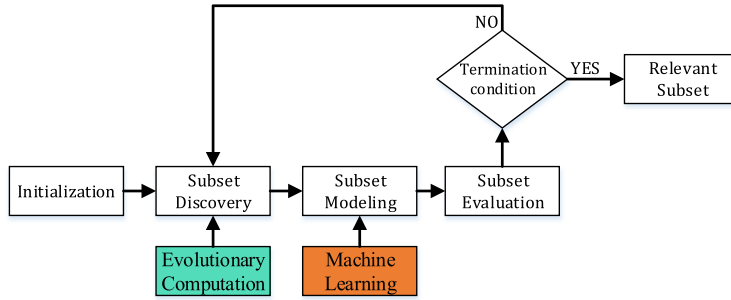 NO
Termination
condition
YES
Relevant
Subset
Initialization
Subset
Discovery
Subset
Modeling
Subset
Evaluation
Evolutionary
Computation
Machine
Learning